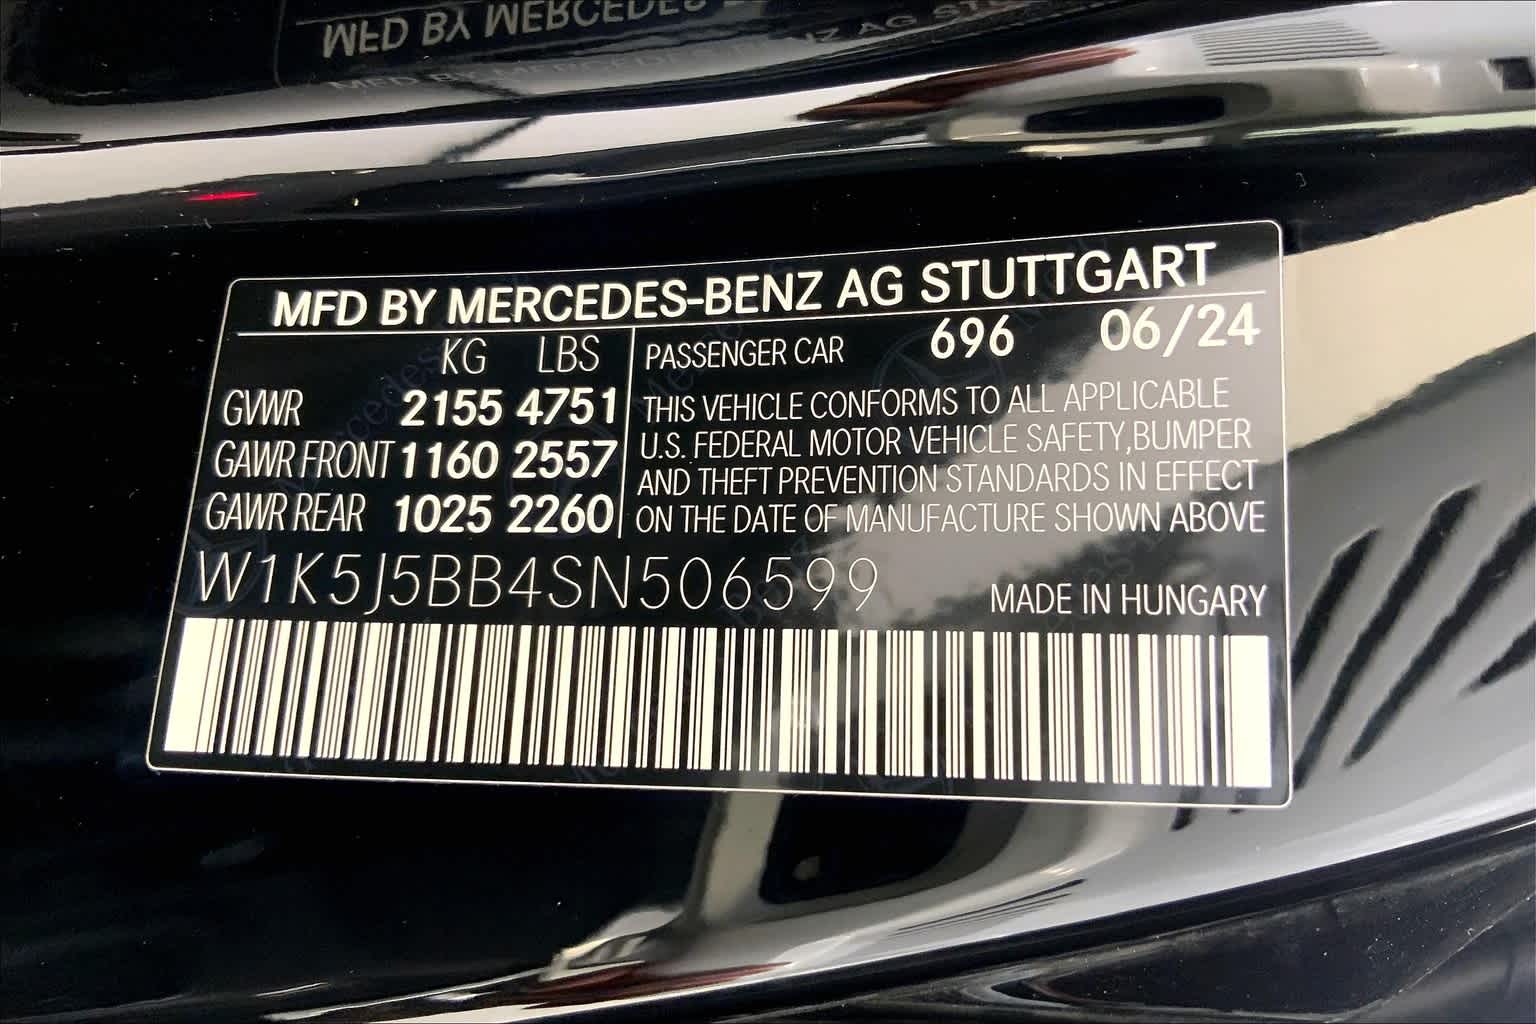 MFD BY MERCEDES-BENZ AG STUTTGART
KG LBS
GVWR 2155 4751
GAWR FRONT 1160 2557
GAWR REAR 1025 2260
PASSENGER CAR 696 06/24
THIS VEHICLE CONFORMS TO ALL APPLICABLE
U.S. FEDERAL MOTOR VEHICLE SAFETY,BUMPER
AND THEFT PREVENTION STANDARDS IN EFFECT
ON THE DATE OF MANUFACTURE SHOWN ABOVE
W1K5J5BB4SN506599
MADE IN HUNGARY